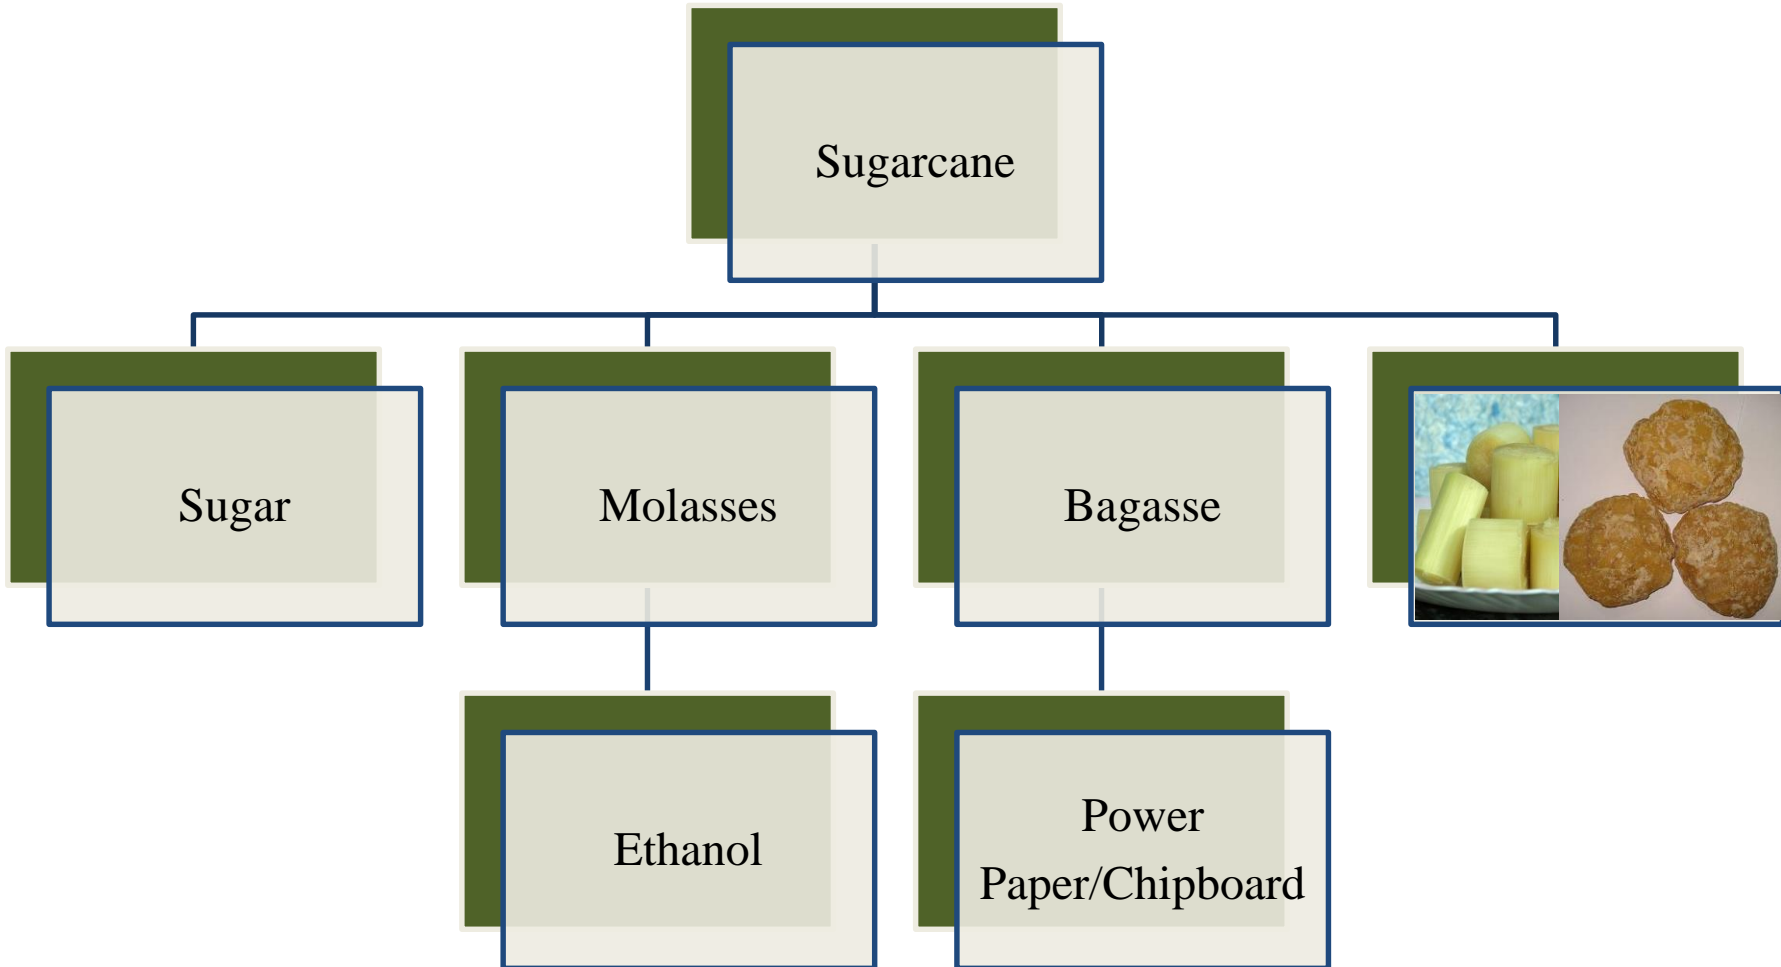 Sugarcane
Sugar
Molasses
Bagasse
Ethanol
Power
Paper/Chipboard